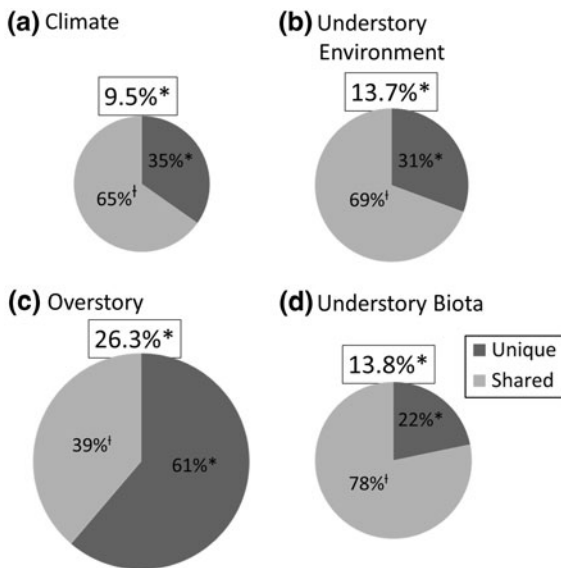 (a) Climate
9.5%*
35%*
65%ƚ
(b) Understory
Environment
13.7%*
31%*
69%ƚ
(c) Overstory
26.3%*
39%ƚ
61%*
(d) Understory Biota
13.8%*
22%*
78%ƚ
Unique
Shared